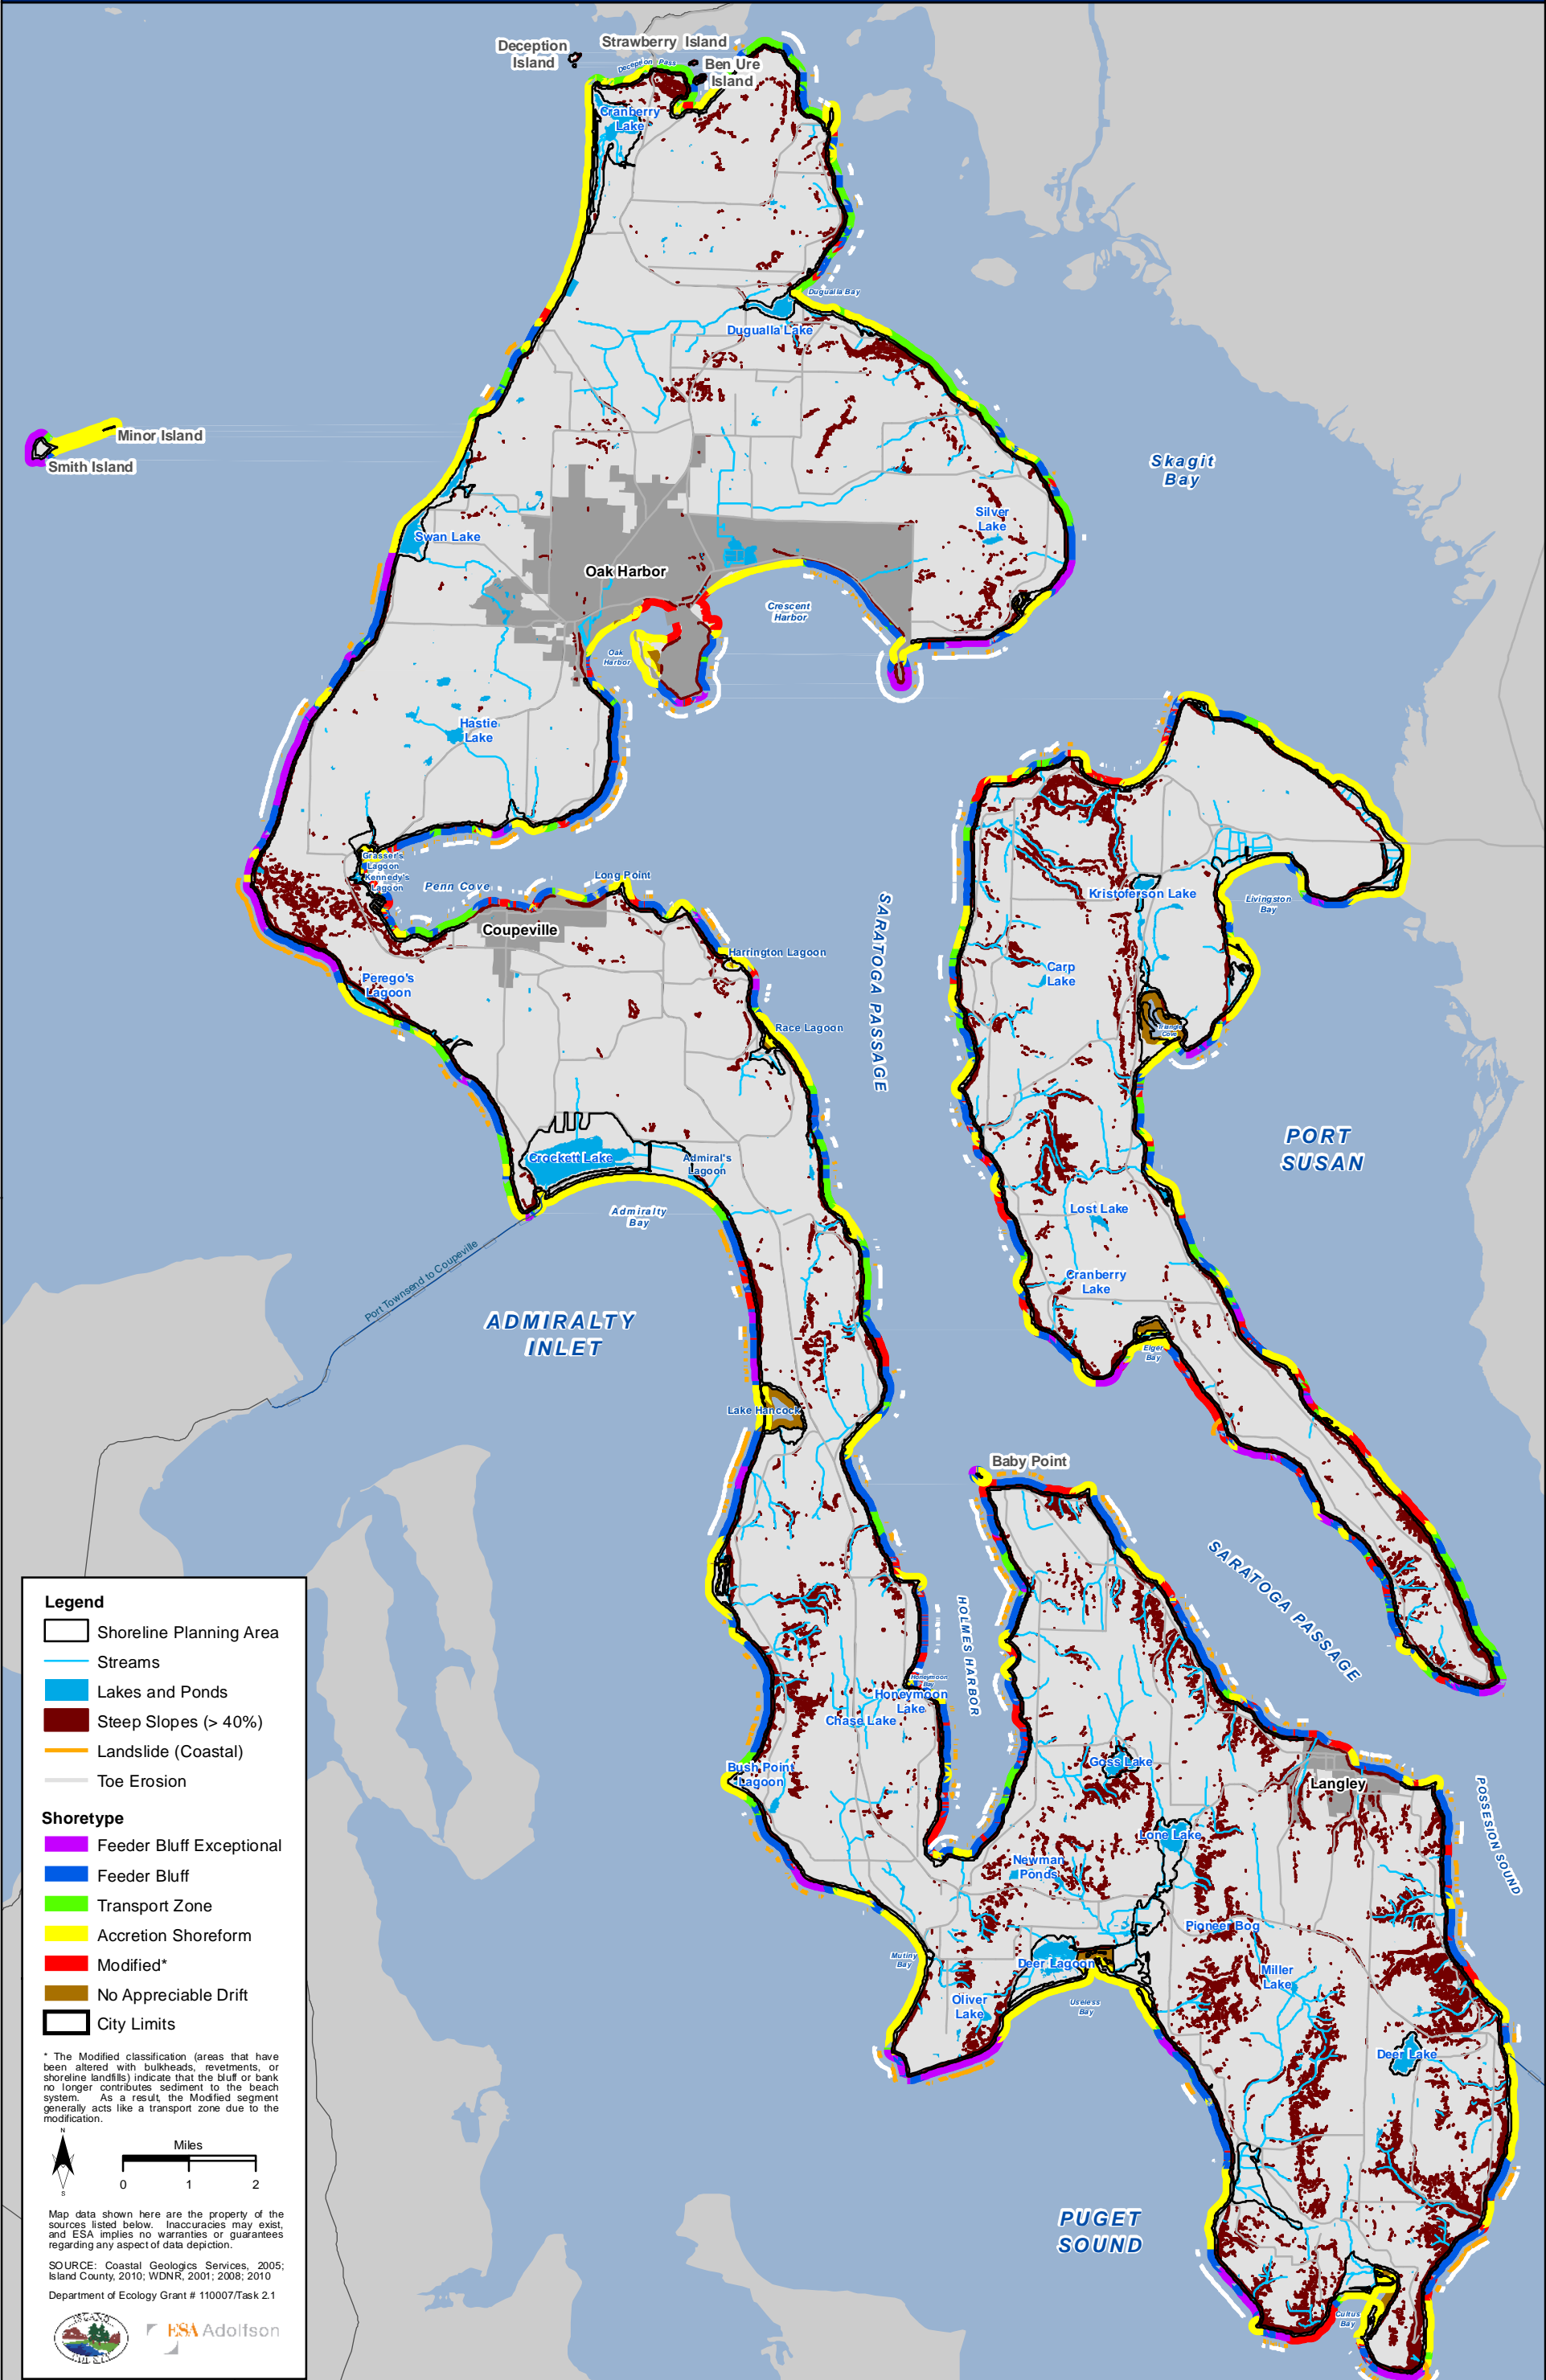 Deception
Island
Strawberry Island
Deception Pass
Ben Ure
Island
Cranberry
Lake
Dugualla Bay
Dugualla Lake
Minor Island
Smith Island
Skagit
Bay
Silver
Lake
Swan Lake
Oak Harbor
Crescent
Harbor
Oak
Harbor
Hastie
Lake
Grasser's
Lagoon
Kennedy's
Lagoon
Penn Cove
Long Point
Coupeville
Kristoferson Lake
Livingston
Bay
SARATOGA PASSAGE
Harrington Lagoon
Carp
Lake
Perego's
Lagoon
Race Lagoon
Triangle
Cove
PORT
SUSAN
Crockett Lake
Admiral's
Lagoon
Admiralty
Bay
Lost Lake
Port Townsend to Coupeville
Cranberry
Lake
ADMIRALTY
INLET
Elger
Bay
Lake Hancock
Baby Point
SARATOGA PASSAGE
HOLMES HARBOR
Honeymoon
Bay
Honeymoon
Lake
Chase Lake
Bush Point
Lagoon
Goss Lake
Langley
POSSESION SOUND
Lone Lake
Newman
Ponds
Pioneer Bog
Mutiny
Bay
Deer Lagoon
Miller
Lake
Oliver
Lake
Useless
Bay
Deer Lake
PUGET
SOUND
Cultus
Bay
Legend
Shoreline Planning Area
Streams
Lakes and Ponds
Steep Slopes (> 40%)
Landslide (Coastal)
Toe Erosion
Shoretype
Feeder Bluff Exceptional
Feeder Bluff
Transport Zone
Accretion Shoreform
Modified*
No Appreciable Drift
City Limits
* The Modified classification (areas that have
been altered with bulkheads, revetments, or
shoreline landfills) indicate that the bluff or bank
no longer contributes sediment to the beach
system. As a result, the Modified segment
generally acts like a transport zone due to the
modification.
N
S
Miles
0 1 2
Map data shown here are the property of the
sources listed below. Inaccuracies may exist,
and ESA implies no warranties or guarantees
regarding any aspect of data depiction.
SOURCE: Coastal Geologics Services, 2005;
Island County, 2010; WDNR, 2001; 2008; 2010
Department of Ecology Grant # 110007/Task 2.1
ISLAND
COUNTY
ESA Adolfson